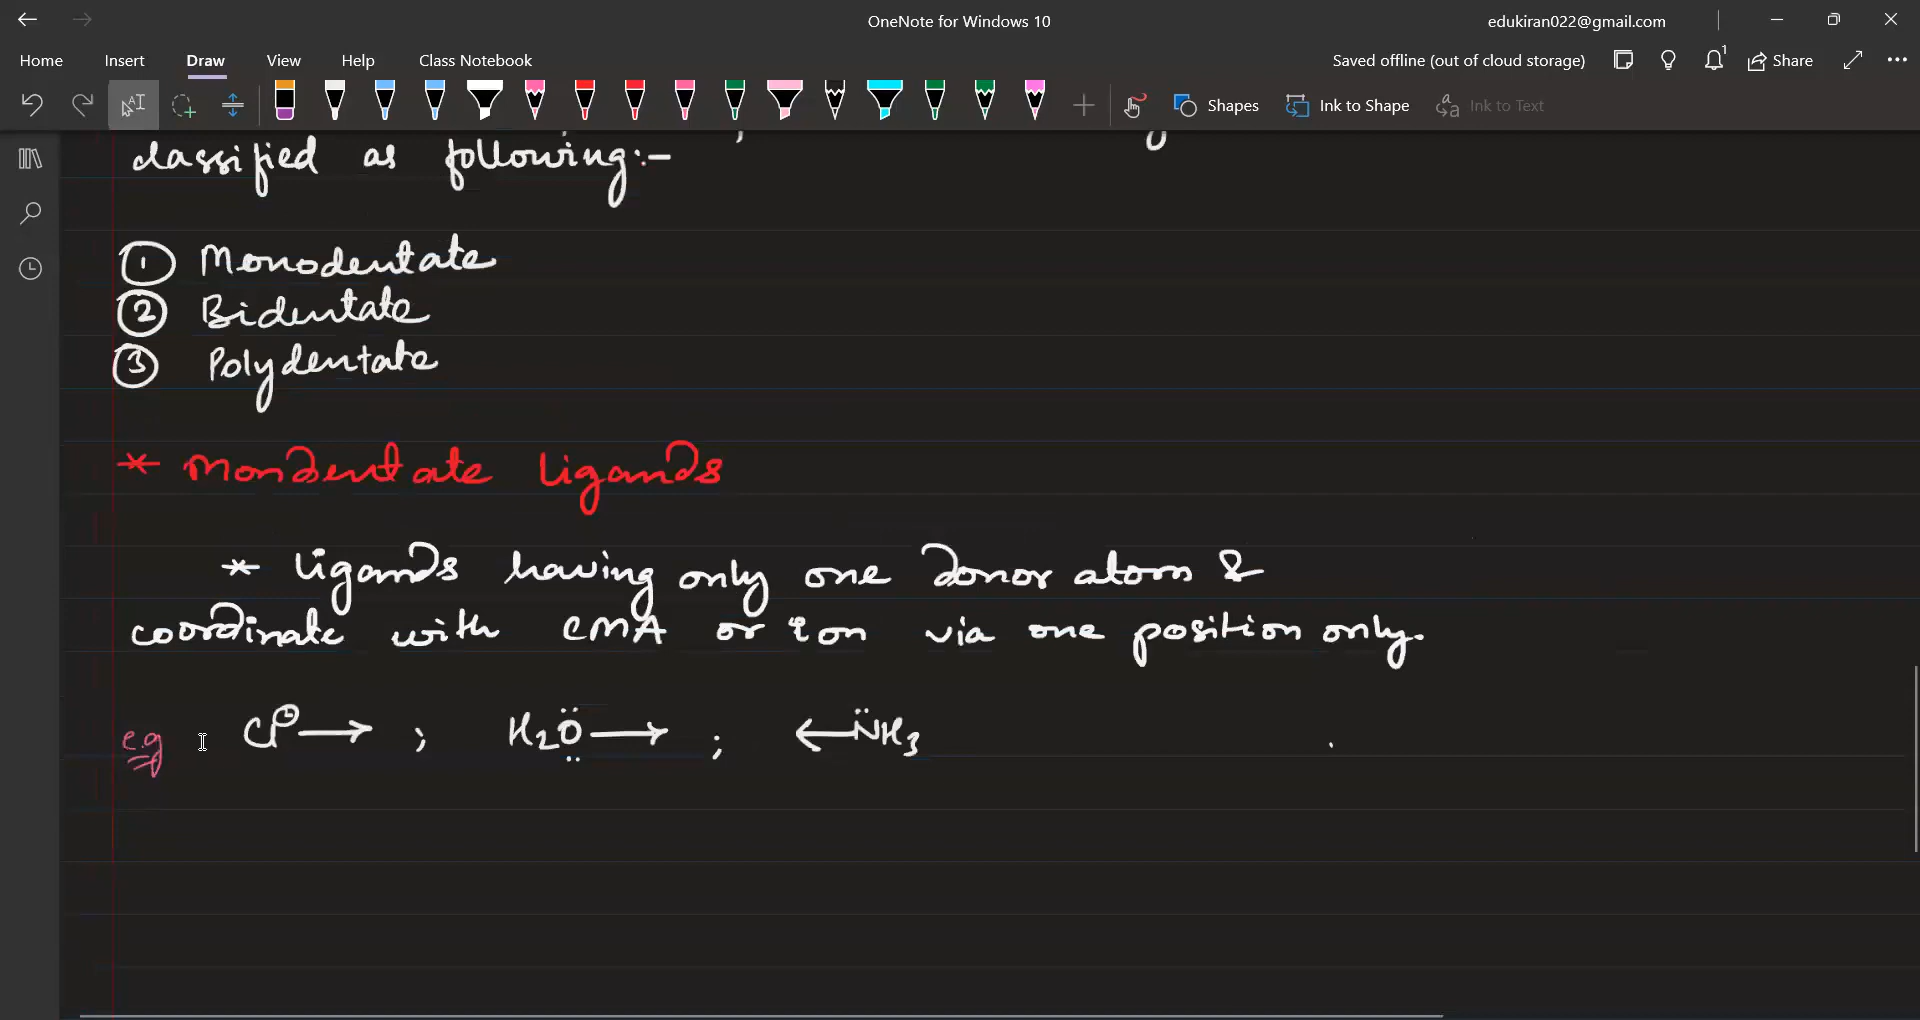 OneNote for Windows 10
edukiran022@gmail.com
Home Insert Draw View Help Class Notebook
Saved offline (out of cloud storage) 1 Share
Shapes Ink to Shape Ink to Text
classified as following:-
① Monodentate
② Bidentate
③ Polydentate
* Mondentate Ligands
* Ligands having only one donor atom &
coordinate with CMA or ion via one position only.
e.g Cl⊖→ ; H2Ö→ ; ←N̈H3